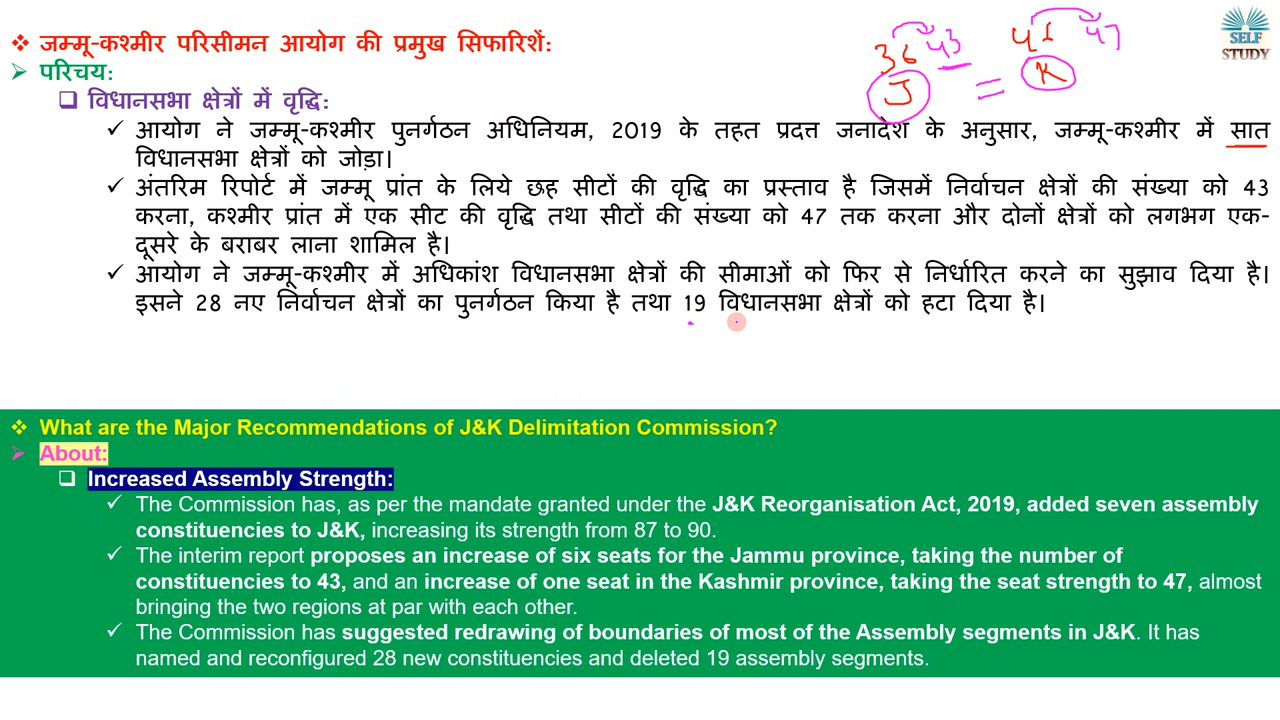 36 43 41 47
J = K
SELF
STUDY
❖ जम्मू-कश्मीर परिसीमन आयोग की प्रमुख सिफारिशें:
➤ परिचय:
❑ विधानसभा क्षेत्रों में वृद्धि:
✓ आयोग ने जम्मू-कश्मीर पुनर्गठन अधिनियम, 2019 के तहत प्रदत्त जनादेश के अनुसार, जम्मू-कश्मीर में सात
विधानसभा क्षेत्रों को जोड़ा।
✓ अंतरिम रिपोर्ट में जम्मू प्रांत के लिये छह सीटों की वृद्धि का प्रस्ताव है जिसमें निर्वाचन क्षेत्रों की संख्या को 43
करना, कश्मीर प्रांत में एक सीट की वृद्धि तथा सीटों की संख्या को 47 तक करना और दोनों क्षेत्रों को लगभग एक-
दूसरे के बराबर लाना शामिल है।
✓ आयोग ने जम्मू-कश्मीर में अधिकांश विधानसभा क्षेत्रों की सीमाओं को फिर से निर्धारित करने का सुझाव दिया है।
इसने 28 नए निर्वाचन क्षेत्रों का पुनर्गठन किया है तथा 19 विधानसभा क्षेत्रों को हटा दिया है।
❖ What are the Major Recommendations of J&K Delimitation Commission?
➤ About:
❑ Increased Assembly Strength:
✓ The Commission has, as per the mandate granted under the J&K Reorganisation Act, 2019, added seven assembly
constituencies to J&K, increasing its strength from 87 to 90.
✓ The interim report proposes an increase of six seats for the Jammu province, taking the number of
constituencies to 43, and an increase of one seat in the Kashmir province, taking the seat strength to 47, almost
bringing the two regions at par with each other.
✓ The Commission has suggested redrawing of boundaries of most of the Assembly segments in J&K. It has
named and reconfigured 28 new constituencies and deleted 19 assembly segments.